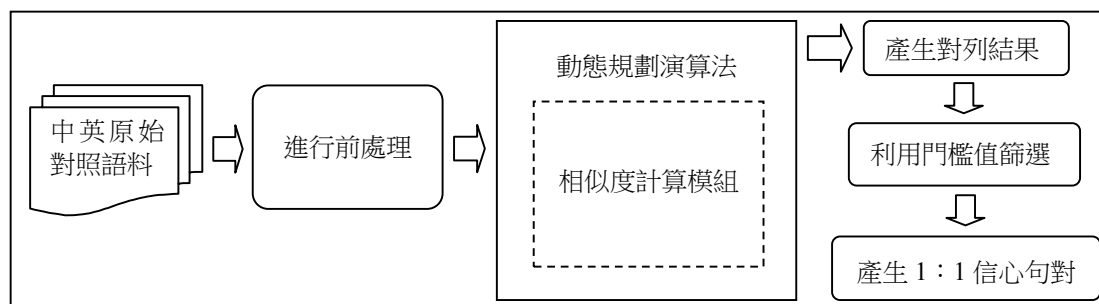 中英原始
對照語料
進行前處理
動態規劃演算法
相似度計算模組
產生對列結果
利用門檻值篩選
產生 1：1 信心句對